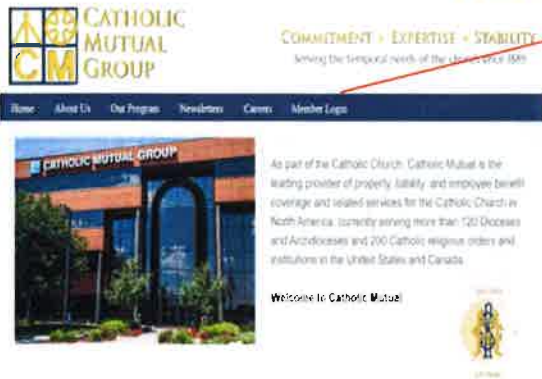 CATHOLIC
MUTUAL
GROUP
CM
COMMITMENT • EXPERTISE • STABILITY
Serving the temporal needs of the church since 1889
Home About Us Our Program Newsletters Careers Member Login
CATHOLIC MUTUAL GROUP
As part of the Catholic Church, Catholic Mutual is the
leading provider of property, liability, and employee benefit
coverage and related services for the Catholic Church in
North America, currently serving more than 120 Dioceses
and Archdioceses and 200 Catholic religious orders and
institutions in the United States and Canada.
Welcome to Catholic Mutual